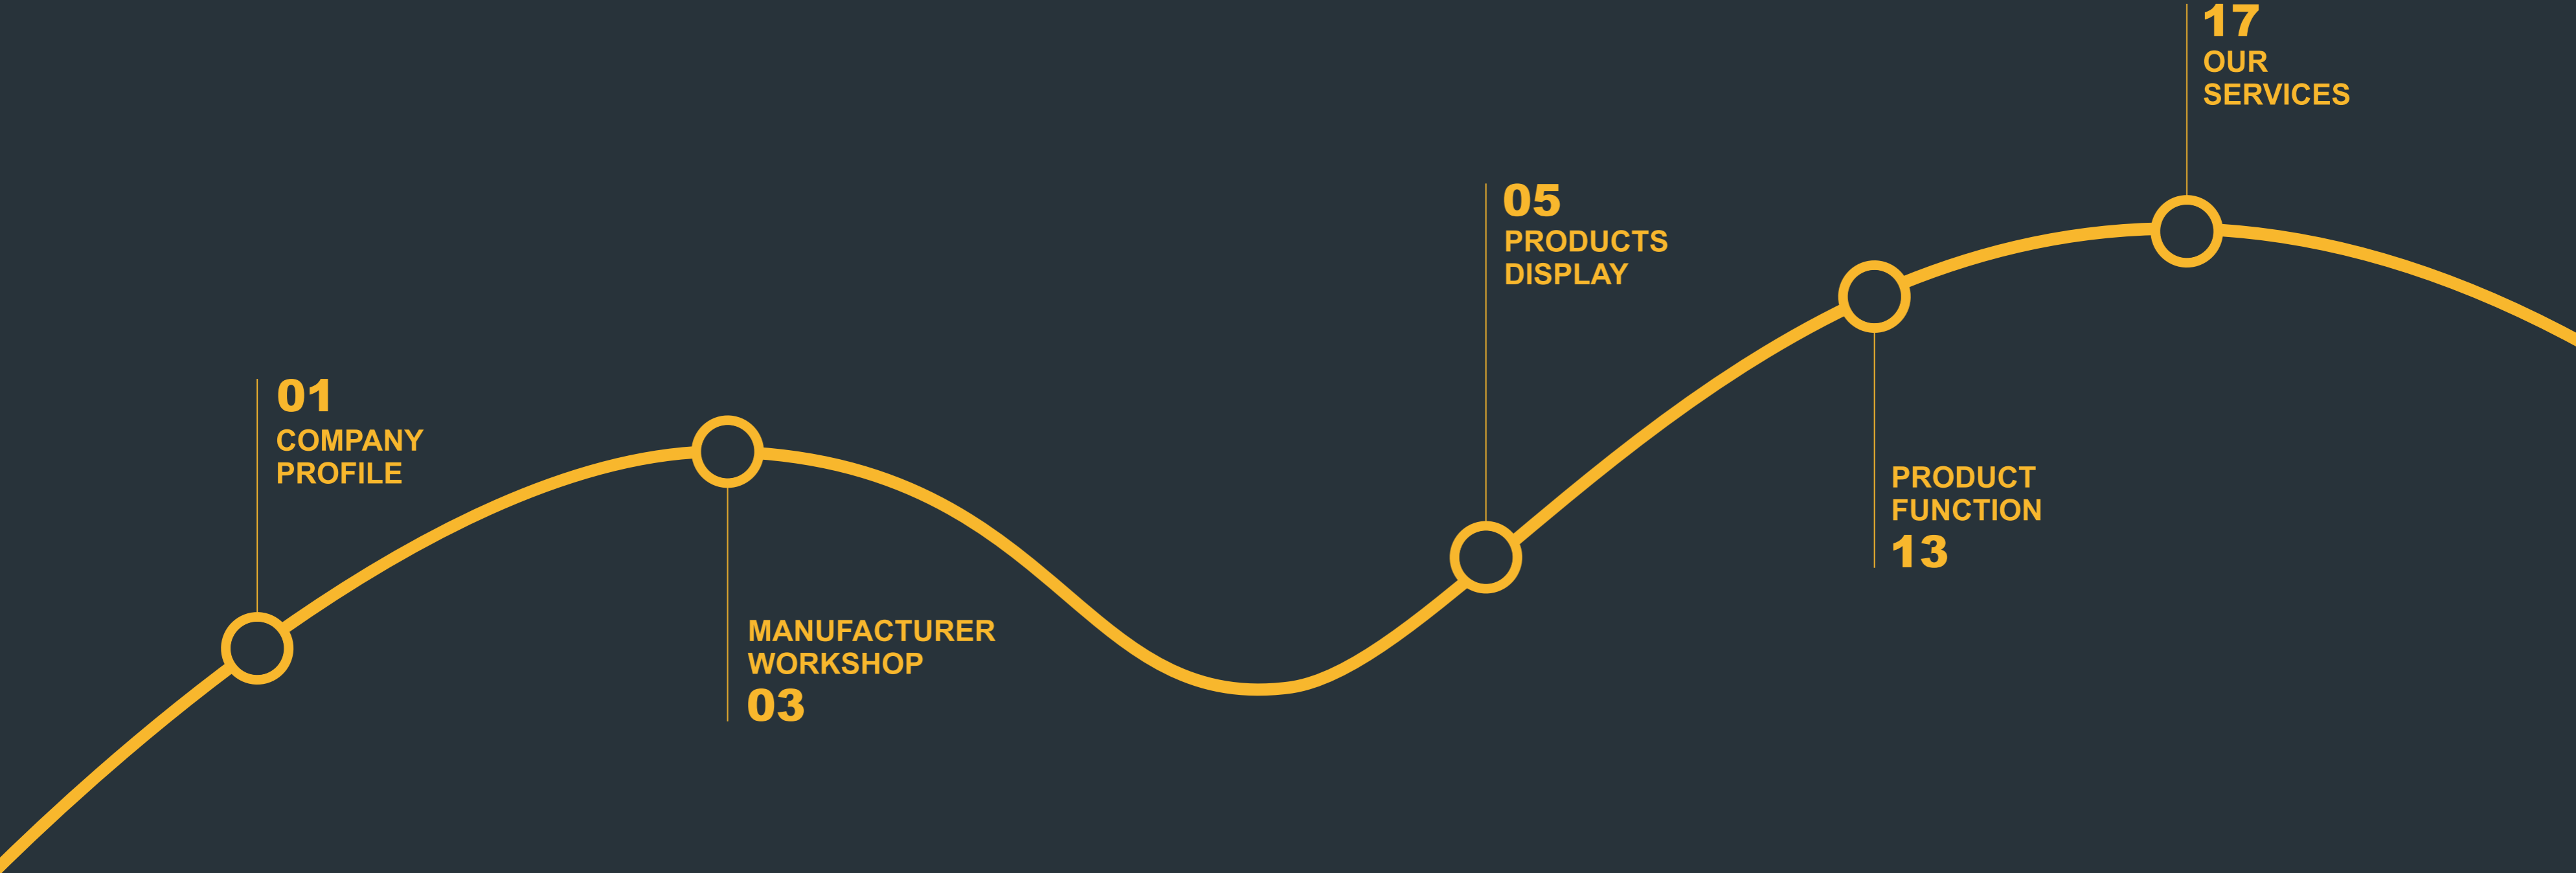 01
COMPANY
PROFILE
MANUFACTURER
WORKSHOP
03
05
PRODUCTS
DISPLAY
PRODUCT
FUNCTION
13
17
OUR
SERVICES